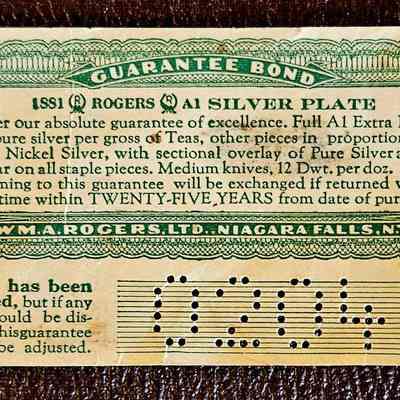 GUARANTEE BOND
1881 R ROGERS R A1 SILVER PLATE
er our absolute guarantee of excellence. Full A1 Extra
pure silver per gross of Teas, other pieces in proportion
Nickel Silver, with sectional overlay of Pure Silver a
ar on all staple pieces. Medium knives, 12 Dwt. per doz.
ning to this guarantee will be exchanged if returned w
time within TWENTY-FIVE YEARS from date of pur
WM. A. ROGERS, LTD., NIAGARA FALLS, N.
has been
ed, but if any
ould be dis-
his guarantee
be adjusted.
0204